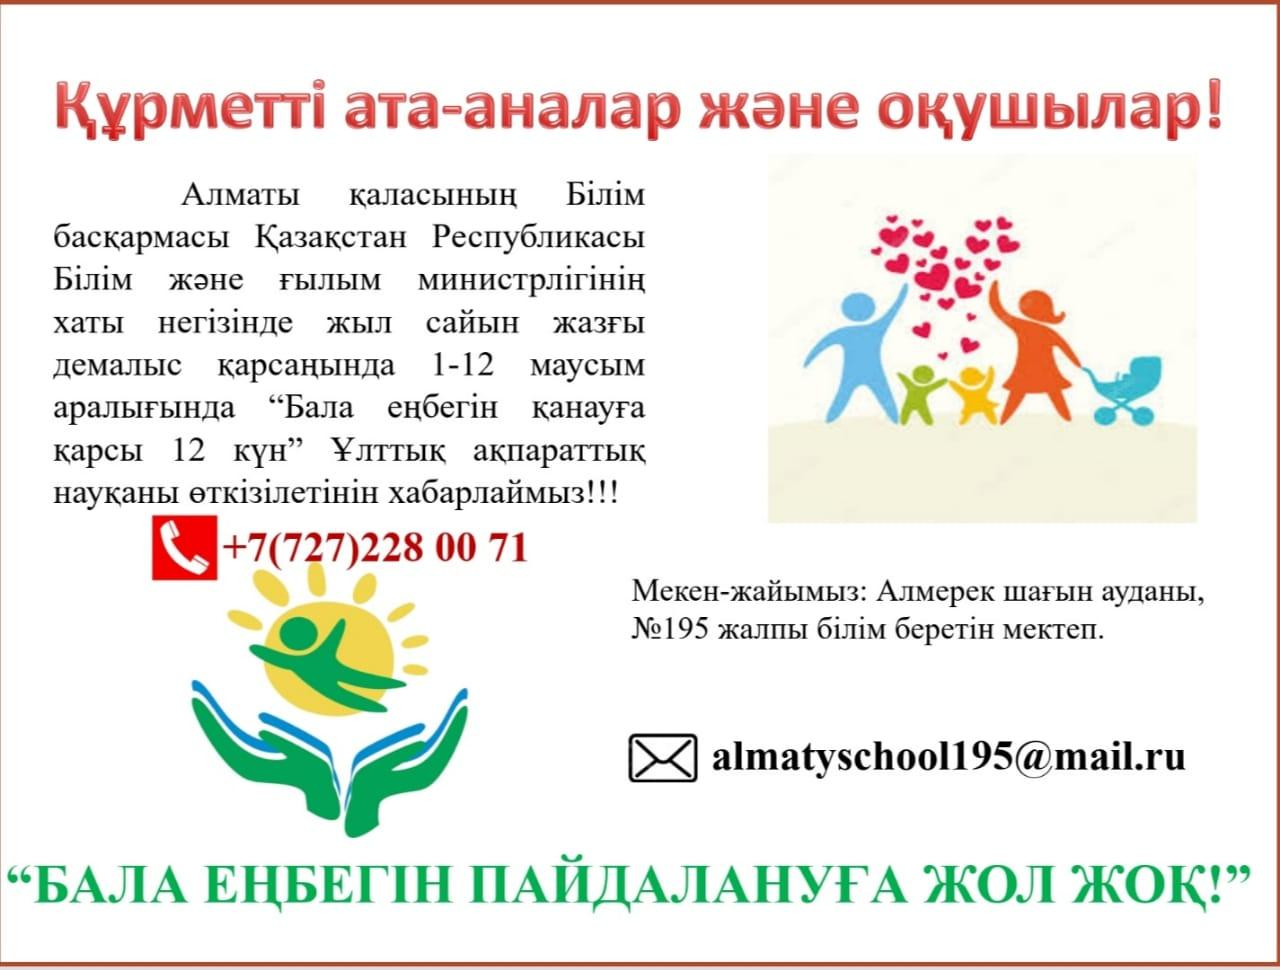 Құрметті ата-аналар және оқушылар!
Алматы қаласының Білім
басқармасы Қазақстан Республикасы
Білім және ғылым министрлігінің
хаты негізінде жыл сайын жазғы
демалыс қарсаңында 1-12 маусым
аралығында “Бала еңбегін қанауға
қарсы 12 күн” Ұлттық ақпараттық
науқаны өткізілетінін хабарлаймыз!!!
+7(727)228 00 71
Мекен-жайымыз: Алмерек шағын ауданы,
№195 жалпы білім беретін мектеп.
almatyschool195@mail.ru
“БАЛА ЕҢБЕГІН ПАЙДАЛАНУҒА ЖОЛ ЖОҚ!”